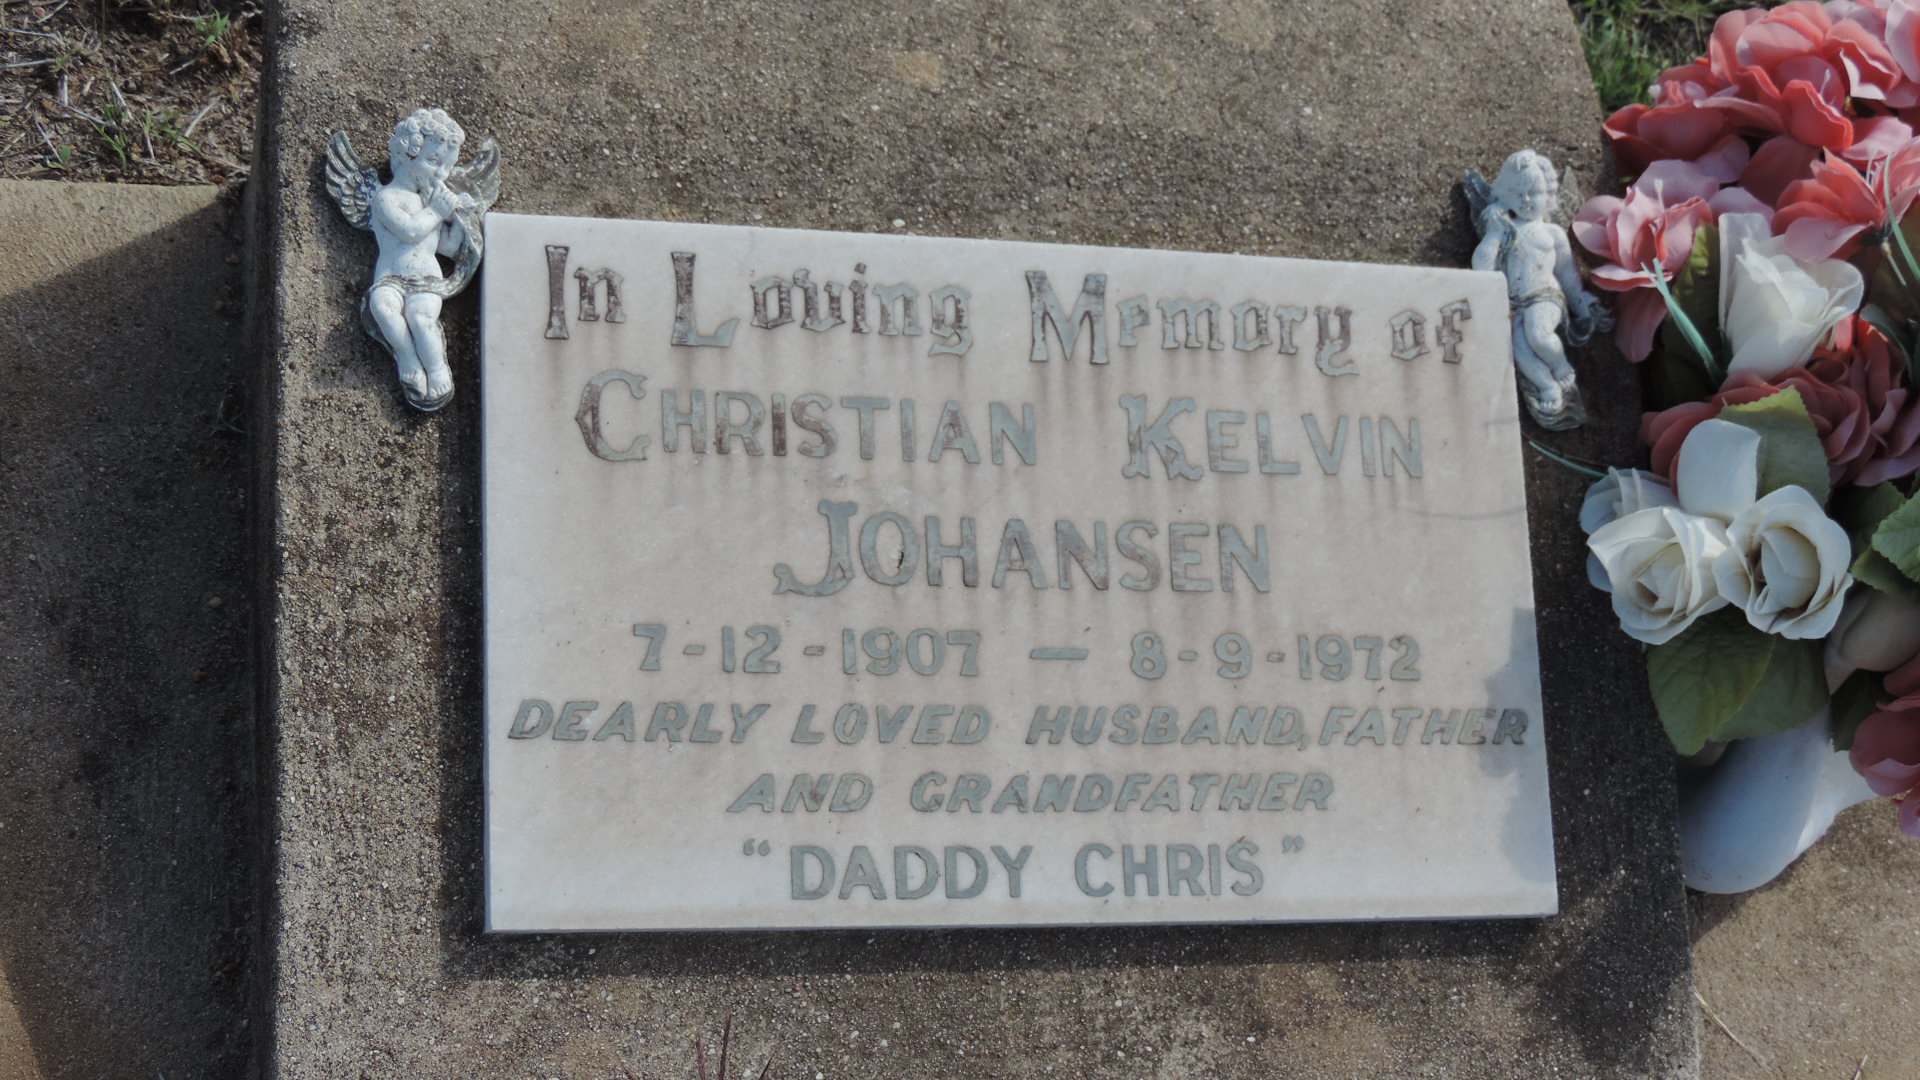 In Loving Memory of
CHRISTIAN KELVIN
JOHANSEN
7-12-1907 — 8-9-1972
DEARLY LOVED HUSBAND, FATHER
AND GRANDFATHER
“DADDY CHRIS”